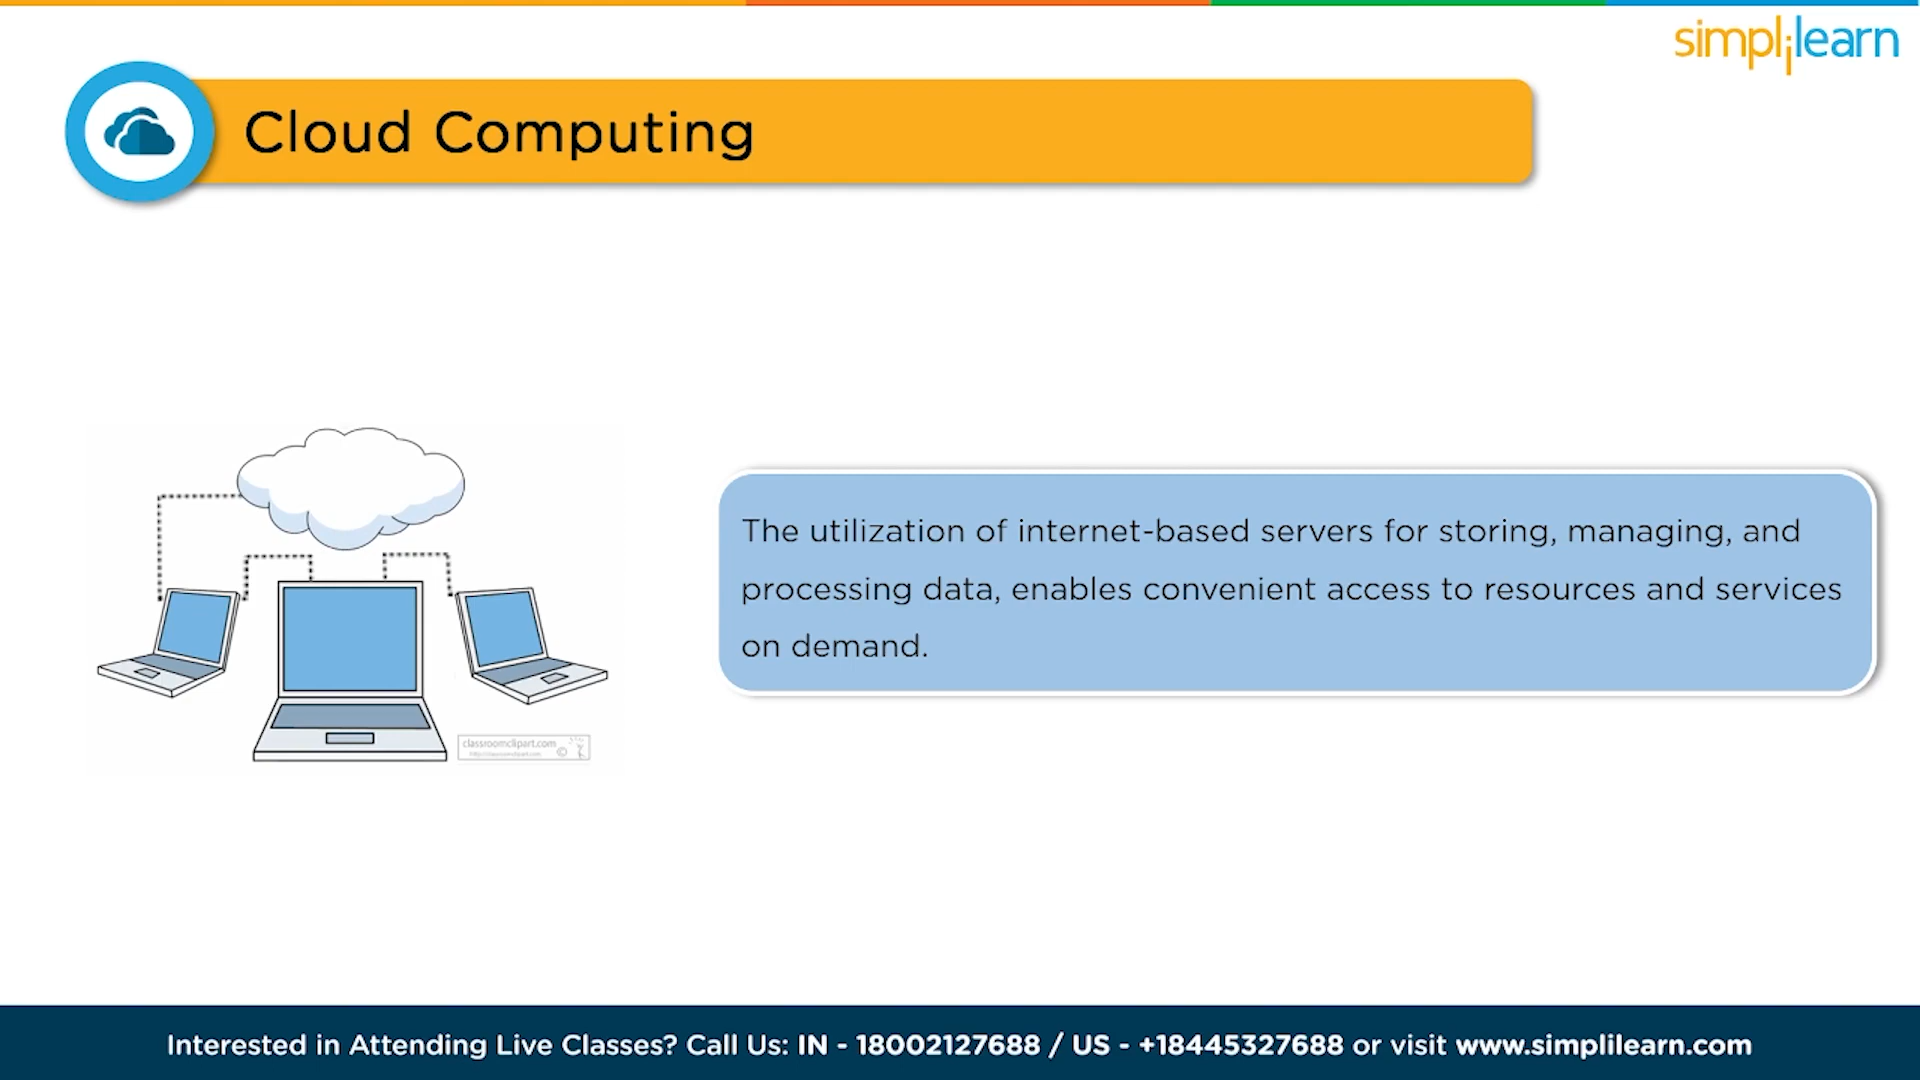 simplilearn
Cloud Computing
The utilization of internet-based servers for storing, managing, and
processing data, enables convenient access to resources and services
on demand.
classroomclipart.com
Interested in Attending Live Classes? Call Us: IN - 18002127688 / US - +18445327688 or visit www.simplilearn.com